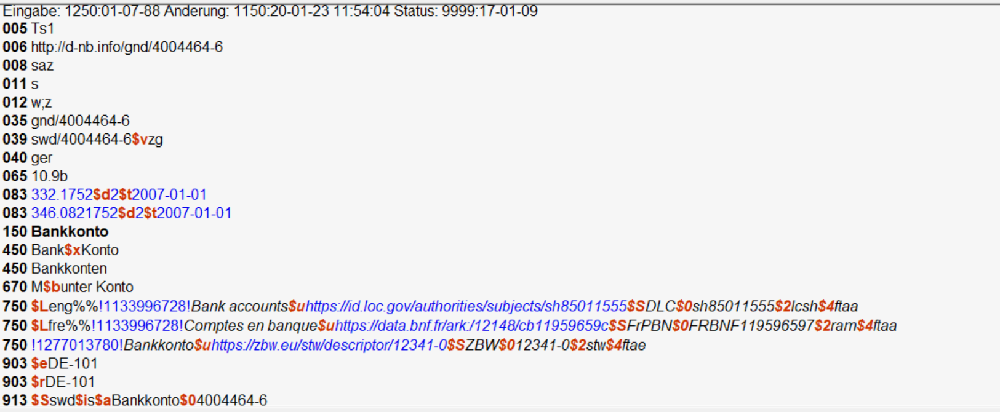 Eingabe: 1250:01-07-88 Änderung: 1150:20-01-23 11:54:04 Status: 9999:17-01-09
005 Ts1
006 http://d-nb.info/gnd/4004464-6
008 saz
011 s
012 w;z
035 gnd/4004464-6
039 swd/4004464-6$vzg
040 ger
065 10.9b
083 332.1752$d2$t2007-01-01
083 346.0821752$d2$t2007-01-01
150 Bankkonto
450 Bank$xKonto
450 Bankkonten
670 M$bunter Konto
750 $Leng%%!1133996728!Bank accounts$uhttps://id.loc.gov/authorities/subjects/sh85011555$SDLC$0sh85011555$2lcsh$4ftaa
750 $Lfre%%!1133996728!Comptes en banque$uhttps://data.bnf.fr/ark:/12148/cb11959659c$SFrPBN$0FRBNF119596597$2ram$4ftaa
750 !1277013780!Bankkonto$uhttps://zbw.eu/stw/descriptor/12341-0$SZBW$012341-0$2stw$4ftae
903 $eDE-101
903 $rDE-101
913 $Sswd$is$aBankkonto$04004464-6